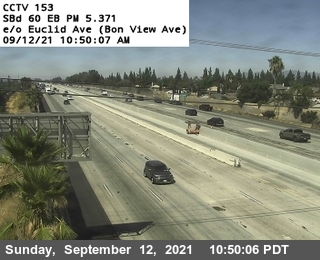 CCTV 153
SBd 60 EB PM 5.371
e/o Euclid Ave (Bon View Ave)
09/12/21 10:50:07 AM
Sunday, September 12, 2021 10:50:06 PDT